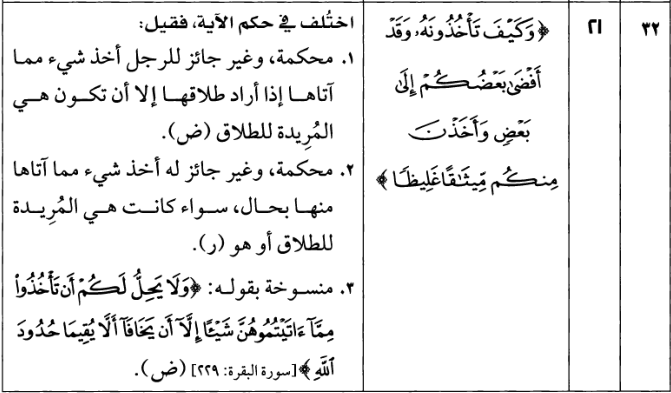 ٣٢
٢١
﴿ وَكَيْفَ تَأْخُذُونَهُۥ وَقَدْ
أَفْضَىٰ بَعْضُكُمْ إِلَىٰ
بَعْضٍ وَأَخَذْنَ
مِنكُم مِّيثَٰقًا غَلِيظًا ﴾
اختُلف في حكم الآية، فقيل:
١. محكمة، وغير جائز للرجل أخذ شيء مما
آتاها إذا أراد طلاقها إلا أن تكون هي
المُرِيدة للطلاق (ض).
٢. محكمة، وغير جائز له أخذ شيء مما آتاها
منها بحال، سواء كانت هي المُرِيدة
للطلاق أو هو (ر).
٣. منسوخة بقوله: ﴿ وَلَا يَحِلُّ لَكُمْ أَن تَأْخُذُوا۟
مِمَّآ ءَاتَيْتُمُوهُنَّ شَيْـًٔا إِلَّآ أَن يَخَافَآ أَلَّا يُقِيمَا حُدُودَ
ٱللَّهِ ﴾ [سورة البقرة: ٢٢٩] (ض).